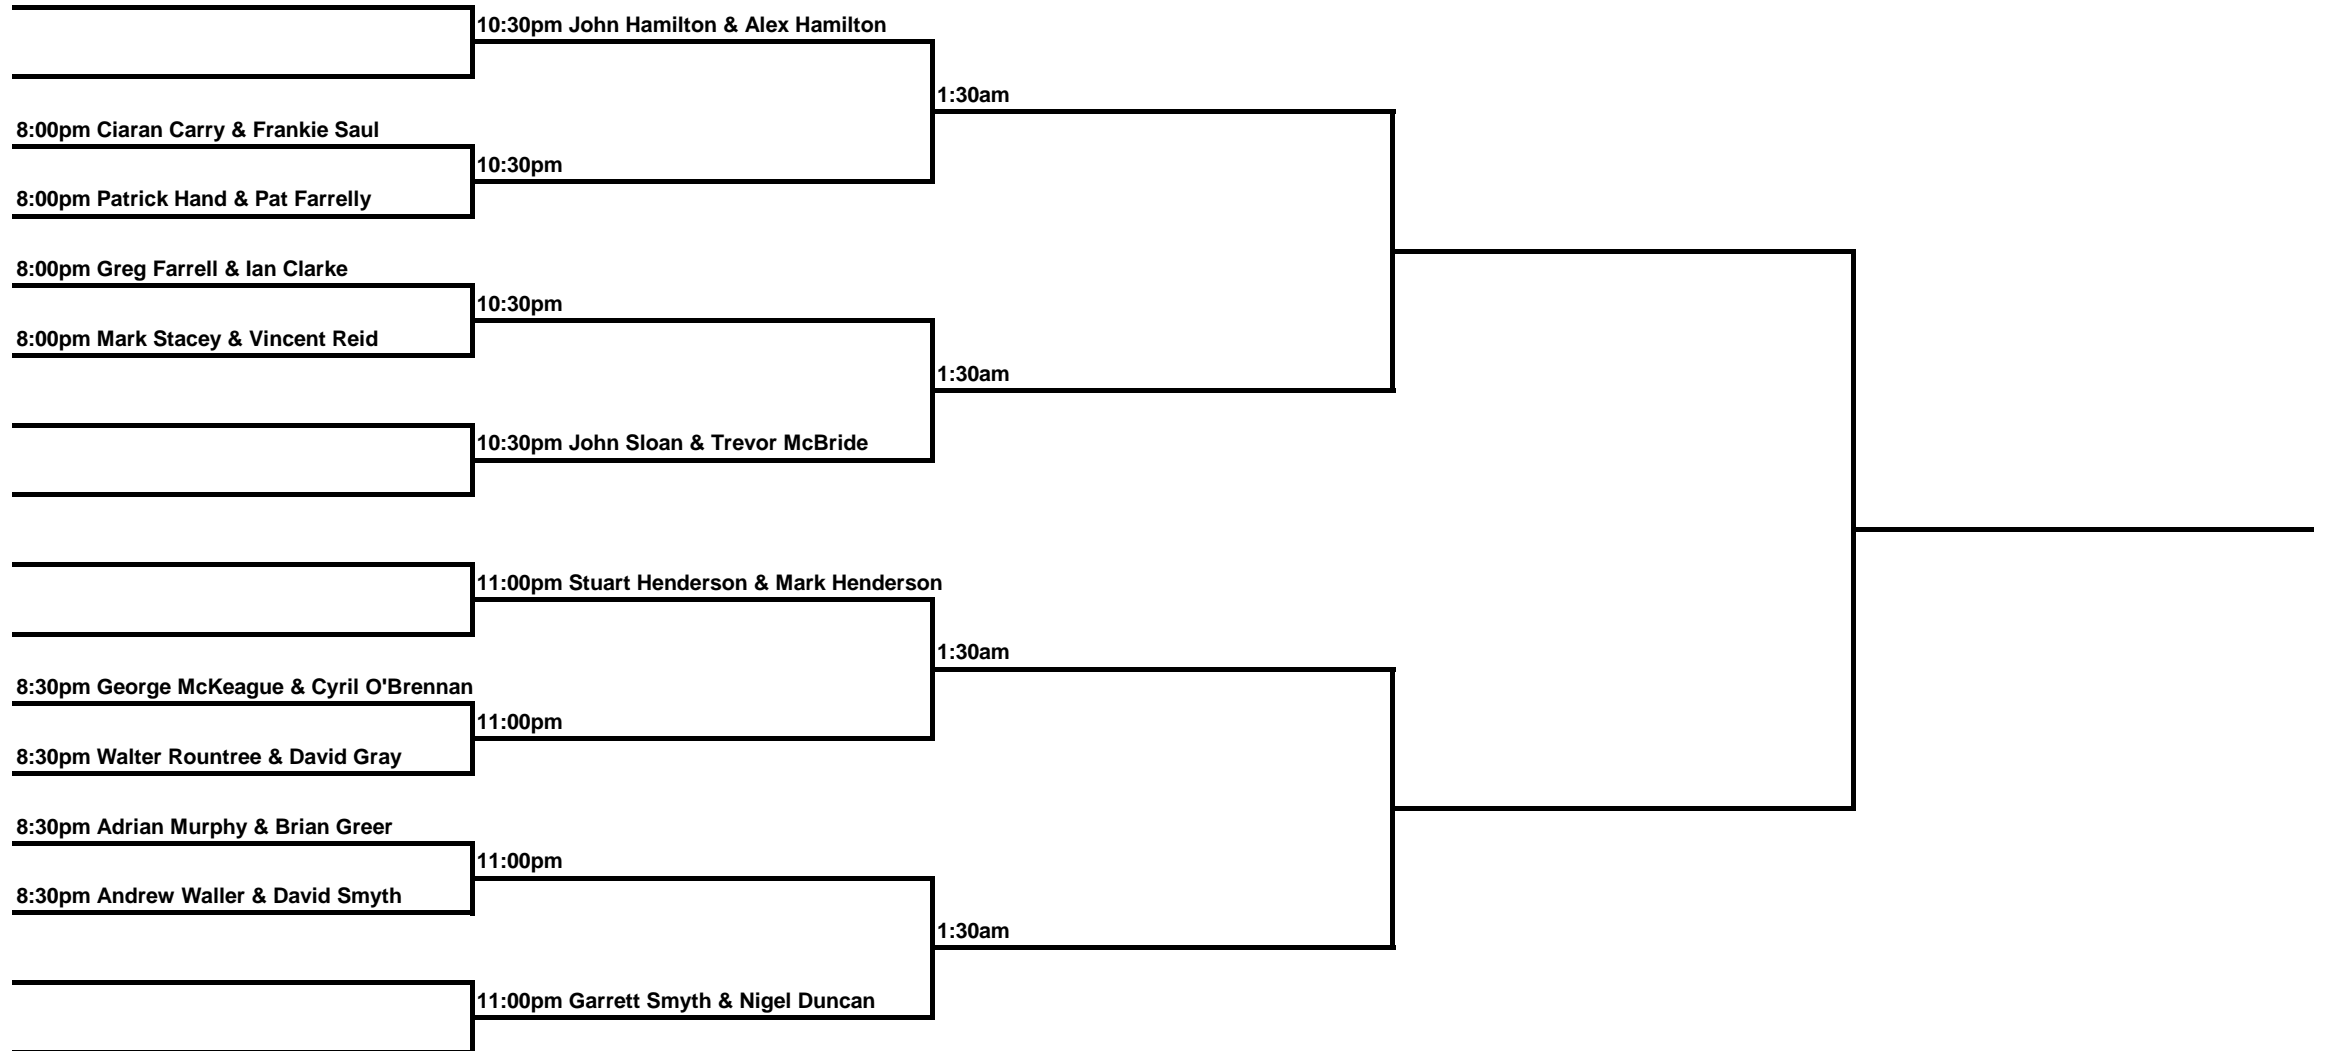 10:30pm John Hamilton & Alex Hamilton
1:30am
8:00pm Ciaran Carry & Frankie Saul
10:30pm
8:00pm Patrick Hand & Pat Farrelly
8:00pm Greg Farrell & Ian Clarke
10:30pm
8:00pm Mark Stacey & Vincent Reid
1:30am
10:30pm John Sloan & Trevor McBride
11:00pm Stuart Henderson & Mark Henderson
1:30am
8:30pm George McKeague & Cyril O'Brennan
11:00pm
8:30pm Walter Rountree & David Gray
8:30pm Adrian Murphy & Brian Greer
11:00pm
8:30pm Andrew Waller & David Smyth
1:30am
11:00pm Garrett Smyth & Nigel Duncan